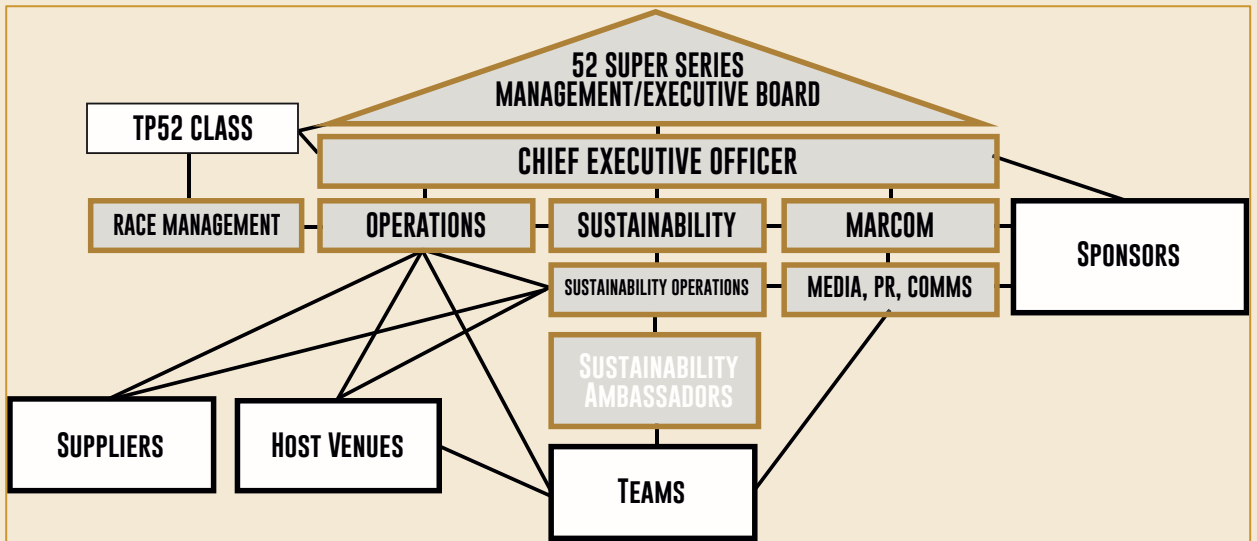 52 SUPER SERIES
MANAGEMENT/EXECUTIVE BOARD
TP52 CLASS
CHIEF EXECUTIVE OFFICER
RACE MANAGEMENT
OPERATIONS
SUSTAINABILITY
MARCOM
SPONSORS
SUSTAINABILITY OPERATIONS
MEDIA, PR, COMMS
SUSTAINABILITY
AMBASSADORS
SUPPLIERS
HOST VENUES
TEAMS